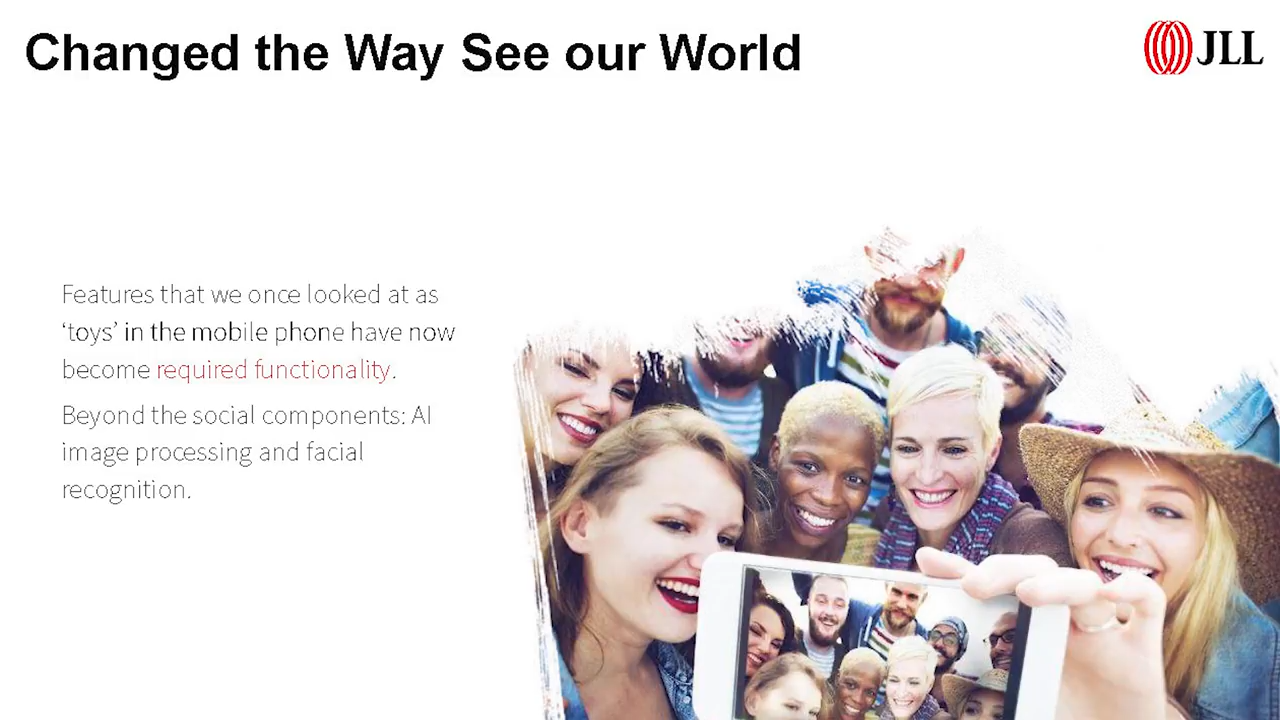 Changed the Way See our World
JLL
Features that we once looked at as
‘toys’ in the mobile phone have now
become required functionality.
Beyond the social components: AI
image processing and facial
recognition.